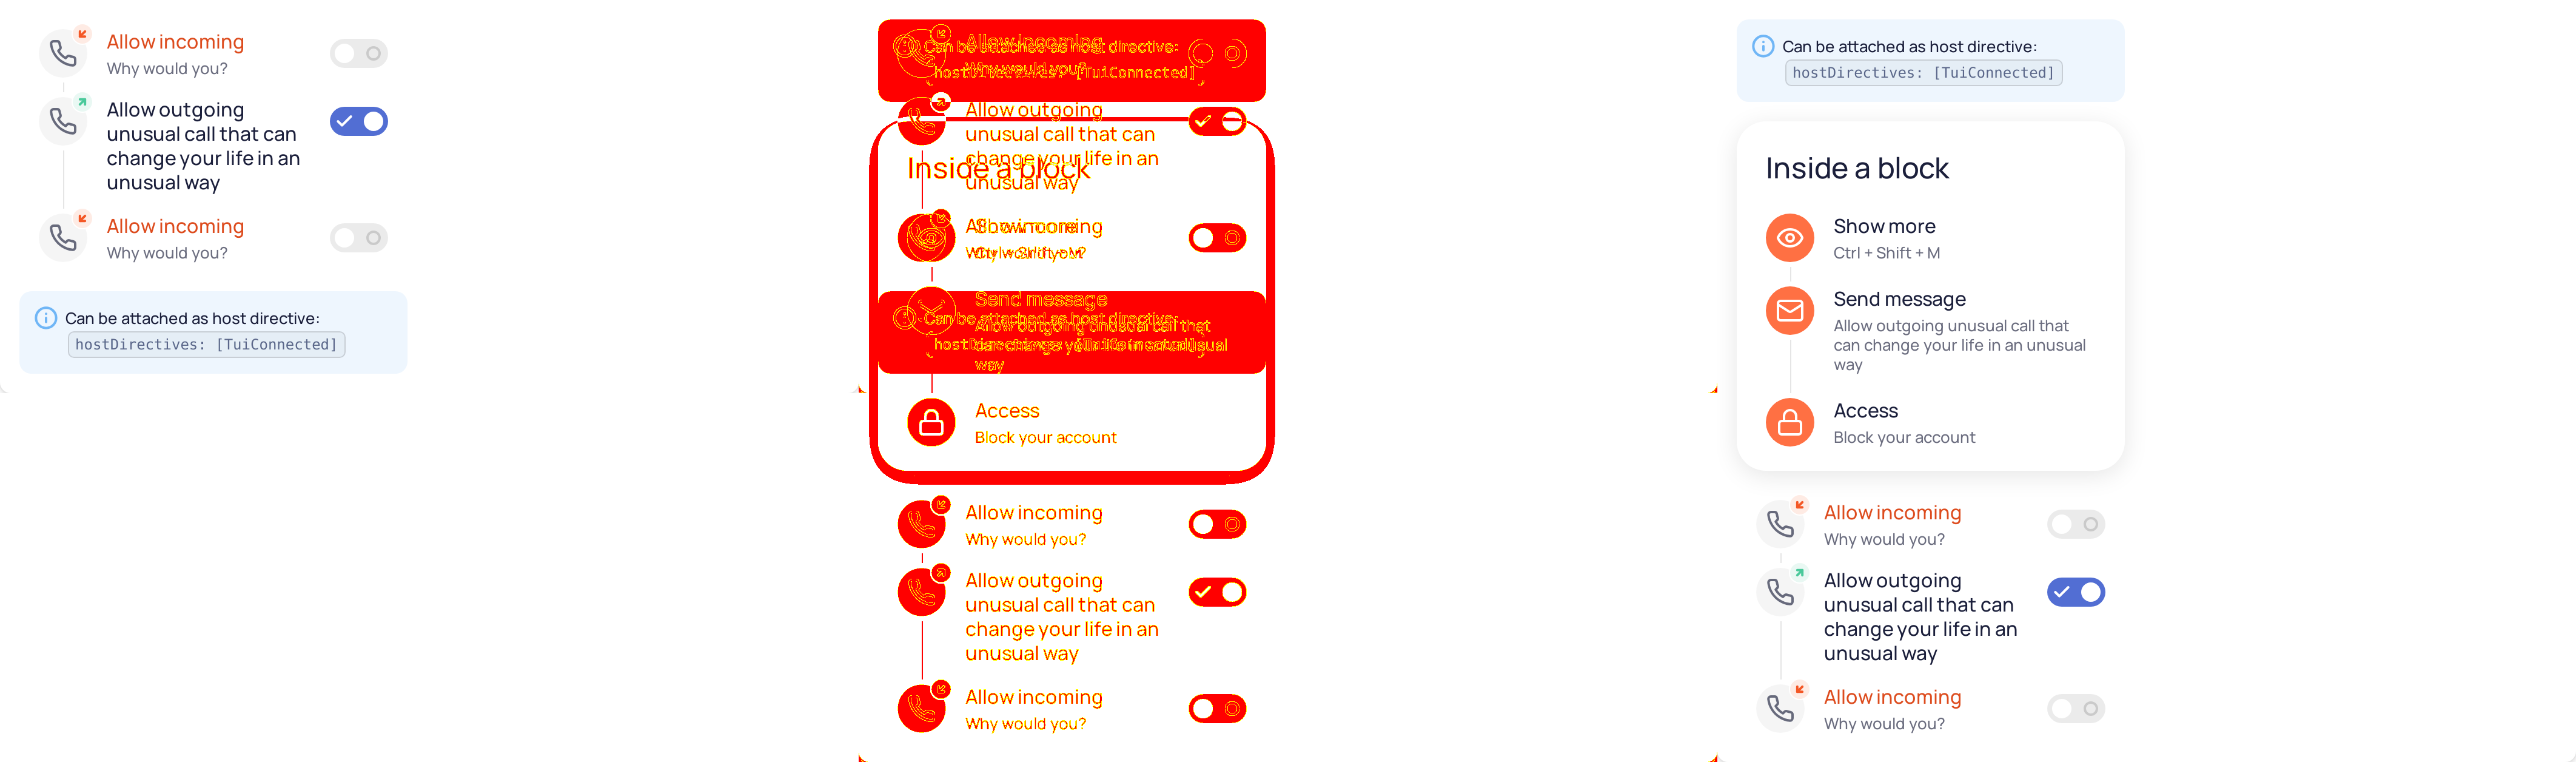 Allow incoming
Why would you?
Allow outgoing
unusual call that can
change your life in an
unusual way
Allow incoming
Why would you?
Can be attached as host directive:
hostDirectives: [TuiConnected]
Allow incoming
Can be attached as host directive:
Why would you?
hostDirectives: [TuiConnected]
Allow outgoing
unusual call that can
change your life in an
Inside a block
unusual way
Allow incoming
Show more
Why would you?
Ctrl + Shift + M
Send message
Can be attached as host directive:
Allow outgoing unusual call that
hostDirectives: [TuiConnected]
can change your life in an unusual
way
Access
Block your account
Allow incoming
Why would you?
Allow outgoing
unusual call that can
change your life in an
unusual way
Allow incoming
Why would you?
Can be attached as host directive:
hostDirectives: [TuiConnected]
Inside a block
Show more
Ctrl + Shift + M
Send message
Allow outgoing unusual call that
can change your life in an unusual
way
Access
Block your account
Allow incoming
Why would you?
Allow outgoing
unusual call that can
change your life in an
unusual way
Allow incoming
Why would you?